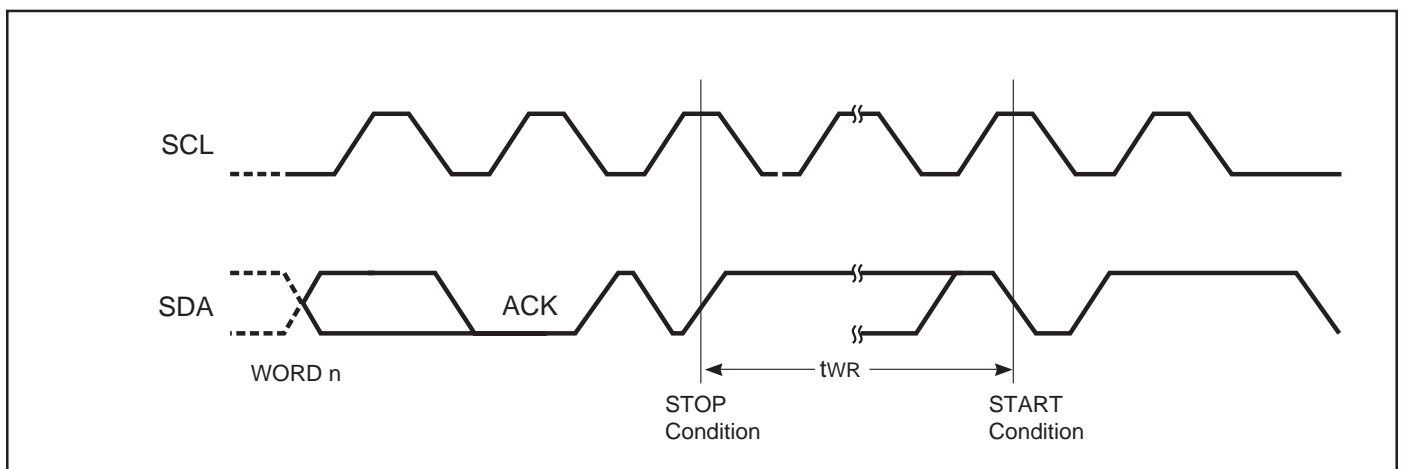 SCL
SDA
ACK
WORD n
tWR
STOP
Condition
START
Condition